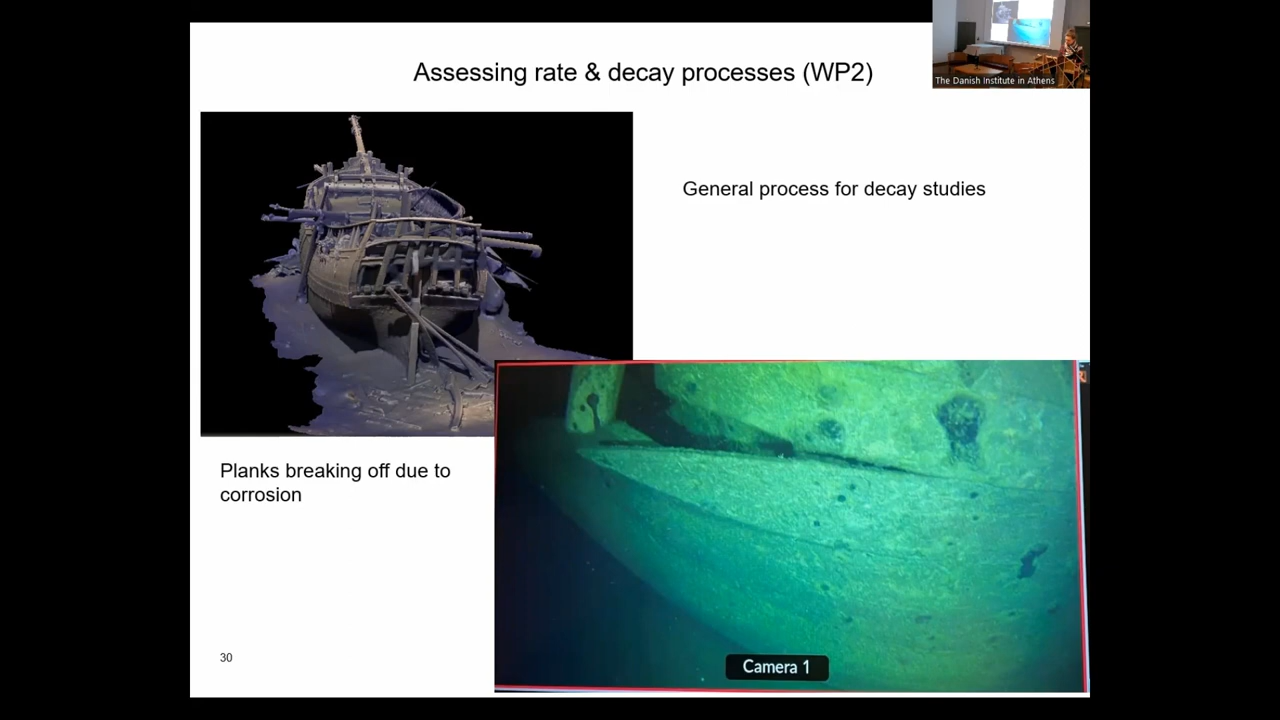 Assessing rate & decay processes (WP2)
The Danish Institute in Athens
General process for decay studies
Planks breaking off due to
corrosion
Camera 1
30